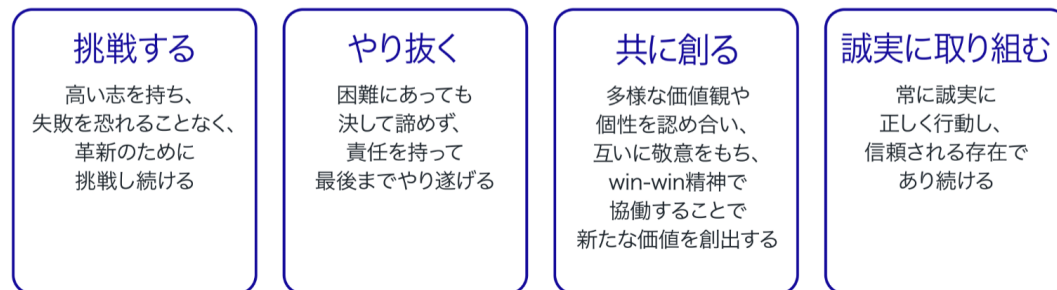 挑戦する
高い志を持ち、
失敗を恐れることなく、
革新のために
挑戦し続ける
やり抜く
困難にあっても
決して諦めず、
責任を持って
最後までやり遂げる
共に創る
多様な価値観や
個性を認め合い、
互いに敬意をもち、
win-win精神で
協働することで
新たな価値を創出する
誠実に取り組む
常に誠実に
正しく行動し、
信頼される存在で
あり続ける